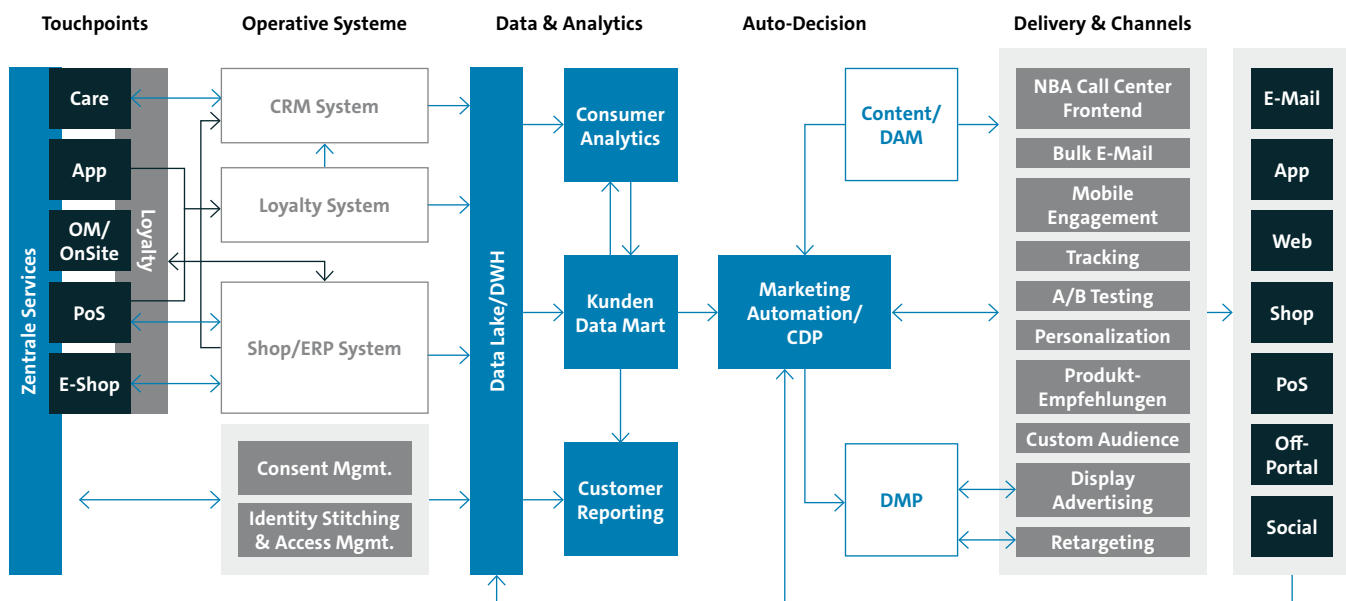 Touchpoints
Operative Systeme
Data & Analytics
Auto-Decision
Delivery & Channels
Zentrale Services
Care
App
OM/
OnSite
PoS
E-Shop
Loyalty
CRM System
Loyalty System
Shop/ERP System
Consent Mgmt.
Identity Stitching
& Access Mgmt.
Data Lake/DWH
Consumer
Analytics
Kunden
Data Mart
Customer
Reporting
Content/
DAM
Marketing
Automation/
CDP
DMP
NBA Call Center
Frontend
Bulk E-Mail
Mobile
Engagement
Tracking
A/B Testing
Personalization
Produkt-
Empfehlungen
Custom Audience
Display
Advertising
Retargeting
E-Mail
App
Web
Shop
PoS
Off-
Portal
Social